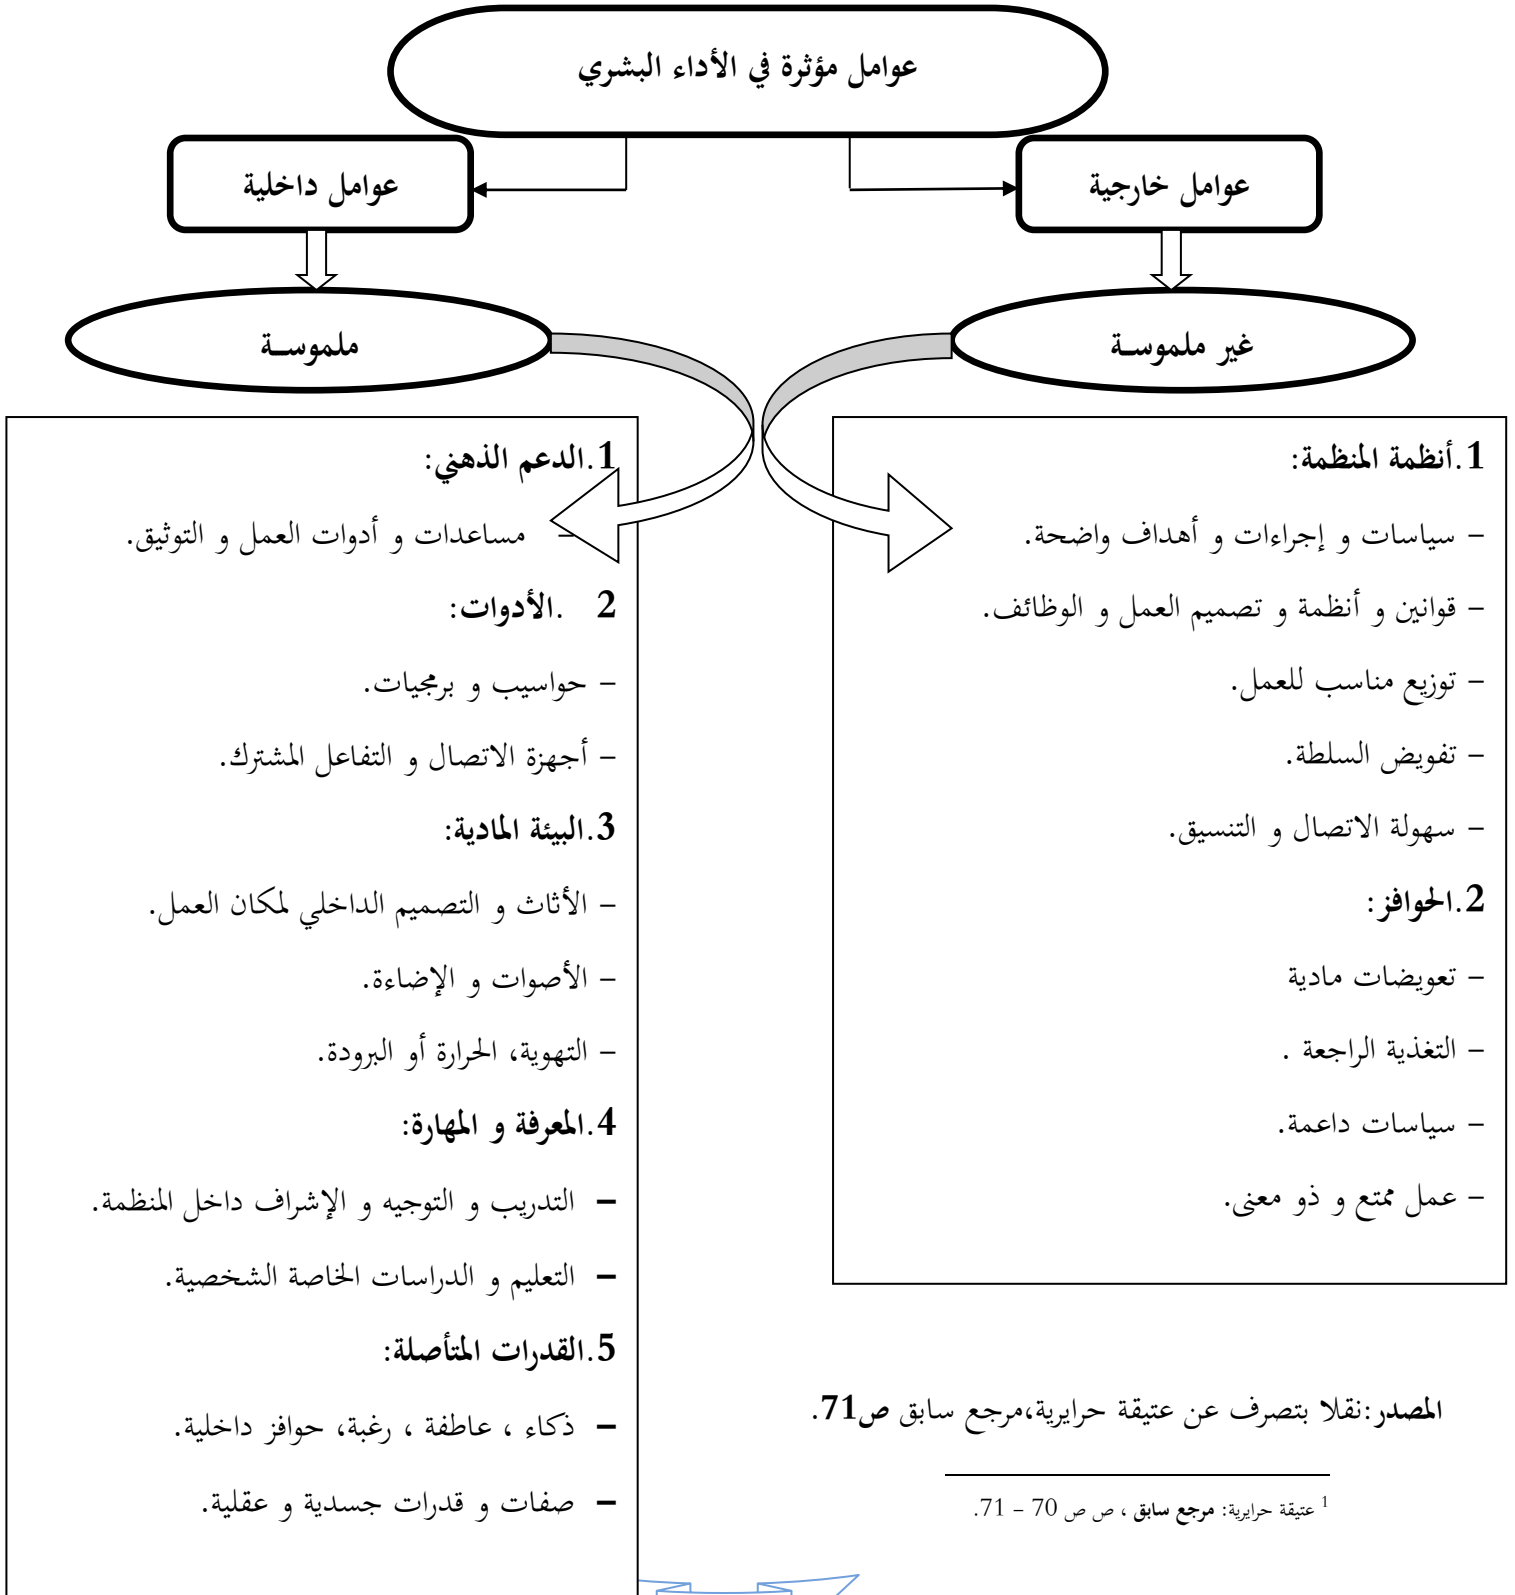 عوامل مؤثرة في الأداء البشري
عوامل خارجية
عوامل داخلية
غير ملموسـة
ملموسـة
1.أنظمة المنظمة:
– سياسات و إجراءات و أهداف واضحة.
– قوانين و أنظمة و تصميم العمل و الوظائف.
– توزيع مناسب للعمل.
– تفويض السلطة.
– سهولة الاتصال و التنسيق.
2.الحوافز:
– تعويضات مادية
– التغذية الراجعة .
– سياسات داعمة.
– عمل ممتع و ذو معنى.
1.الدعم الذهني:
– مساعدات و أدوات العمل و التوثيق.
2 .الأدوات:
– حواسيب و برمجيات.
– أجهزة الاتصال و التفاعل المشترك.
3.البيئة المادية:
– الأثاث و التصميم الداخلي لمكان العمل.
– الأصوات و الإضاءة.
– التهوية، الحرارة أو البرودة.
4.المعرفة و المهارة:
– التدريب و التوجيه و الإشراف داخل المنظمة.
– التعليم و الدراسات الخاصة الشخصية.
5.القدرات المتأصلة:
– ذكاء ، عاطفة ، رغبة، حوافز داخلية.
– صفات و قدرات جسدية و عقلية.
المصدر:نقلا بتصرف عن عتيقة حرايرية،مرجع سابق ص71.
1 عتيقة حرايرية: مرجع سابق ، ص ص 70 – 71.